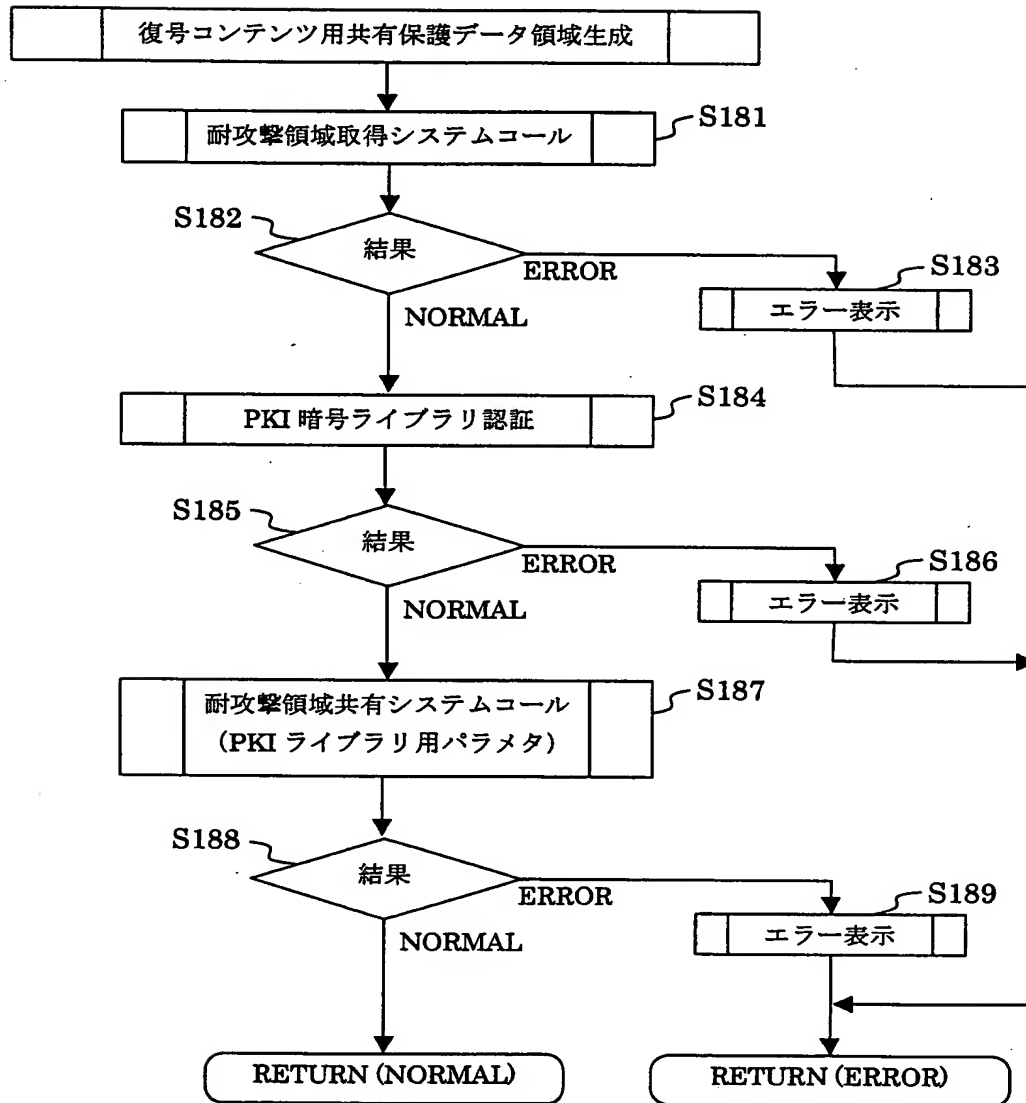 復号コンテンツ用共有保護データ領域生成
S181
耐攻撃領域取得システムコール
S182
結果
ERROR
S183
エラー表示
NORMAL
S184
PKI 暗号ライブラリ認証
S185
結果
ERROR
S186
エラー表示
NORMAL
S187
耐攻撃領域共有システムコール
(PKI ライブラリ用パラメタ)
S188
結果
ERROR
S189
エラー表示
NORMAL
RETURN (NORMAL)
RETURN (ERROR)